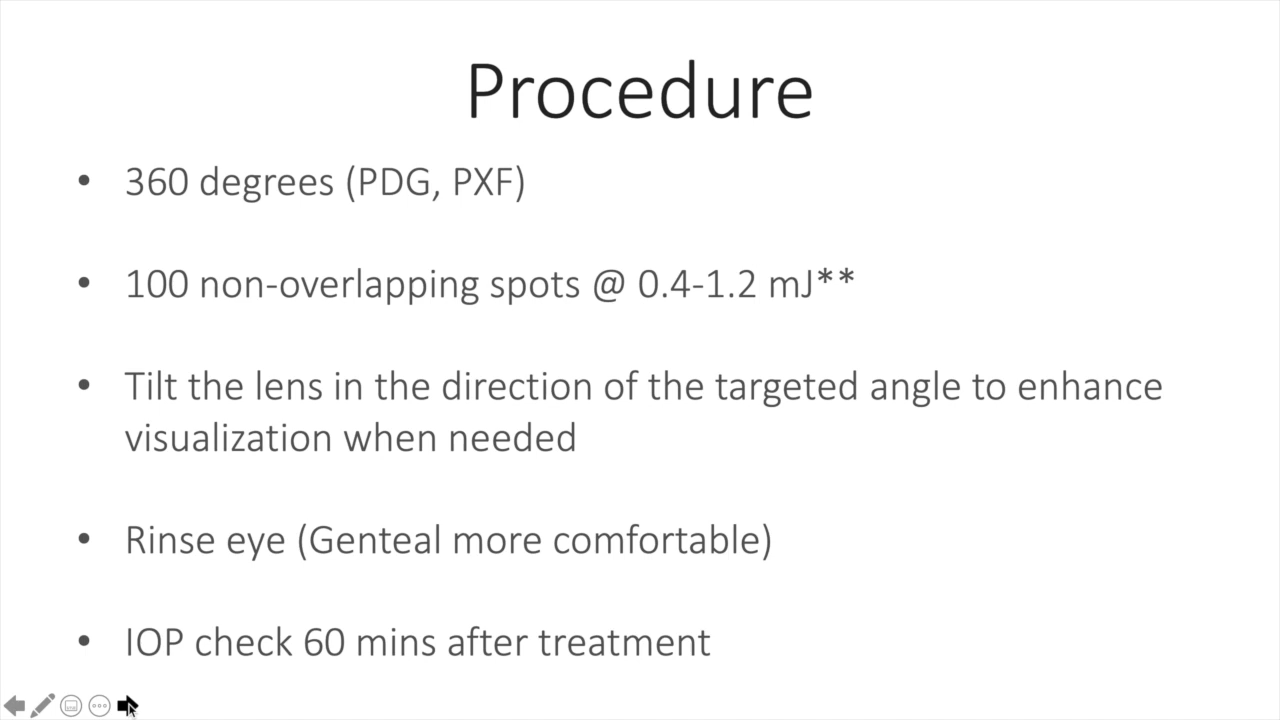 Procedure
• 360 degrees (PDG, PXF)
• 100 non-overlapping spots @ 0.4-1.2 mJ**
• Tilt the lens in the direction of the targeted angle to enhance
visualization when needed
• Rinse eye (Genteal more comfortable)
• IOP check 60 mins after treatment